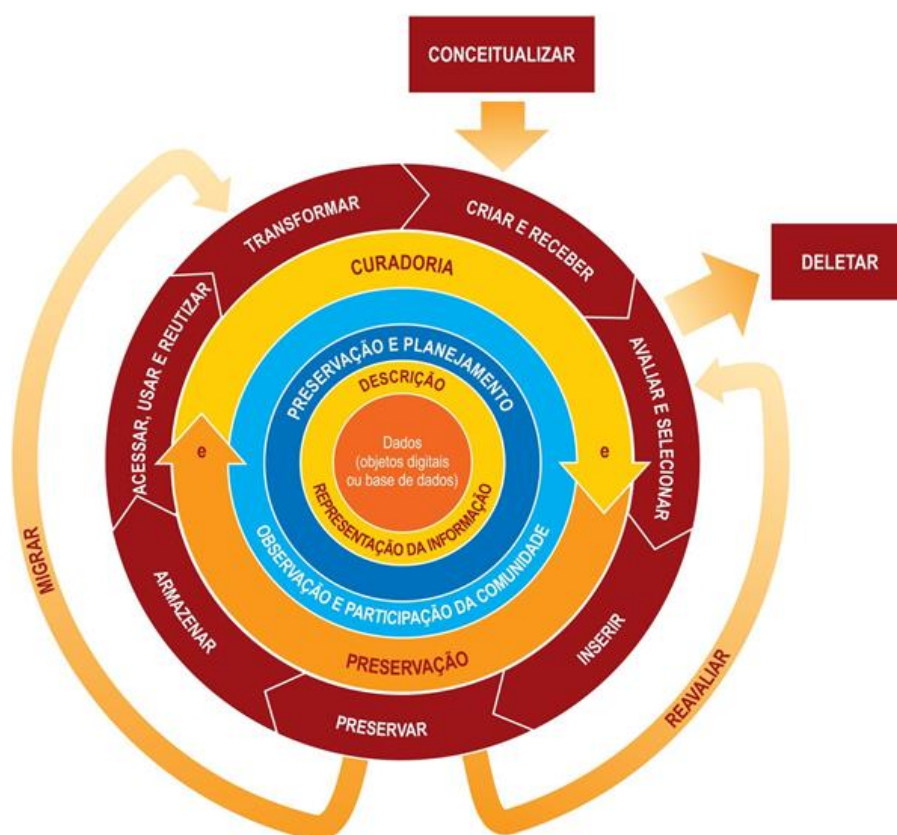 CONCEITUALIZAR
DELETAR
TRANSFORMAR
CRIAR E RECEBER
AVALIAR E SELECIONAR
INSERIR
PRESERVAR
ARMAZENAR
ACESSAR, USAR E REUTIZAR
CURADORIA
e
PRESERVAÇÃO
e
OBSERVAÇÃO E PARTICIPAÇÃO DA COMUNIDADE
PRESERVAÇÃO E PLANEJAMENTO
DESCRIÇÃO
REPRESENTAÇÃO DA INFORMAÇÃO
Dados
(objetos digitais
ou base de dados)
MIGRAR
REAVALIAR